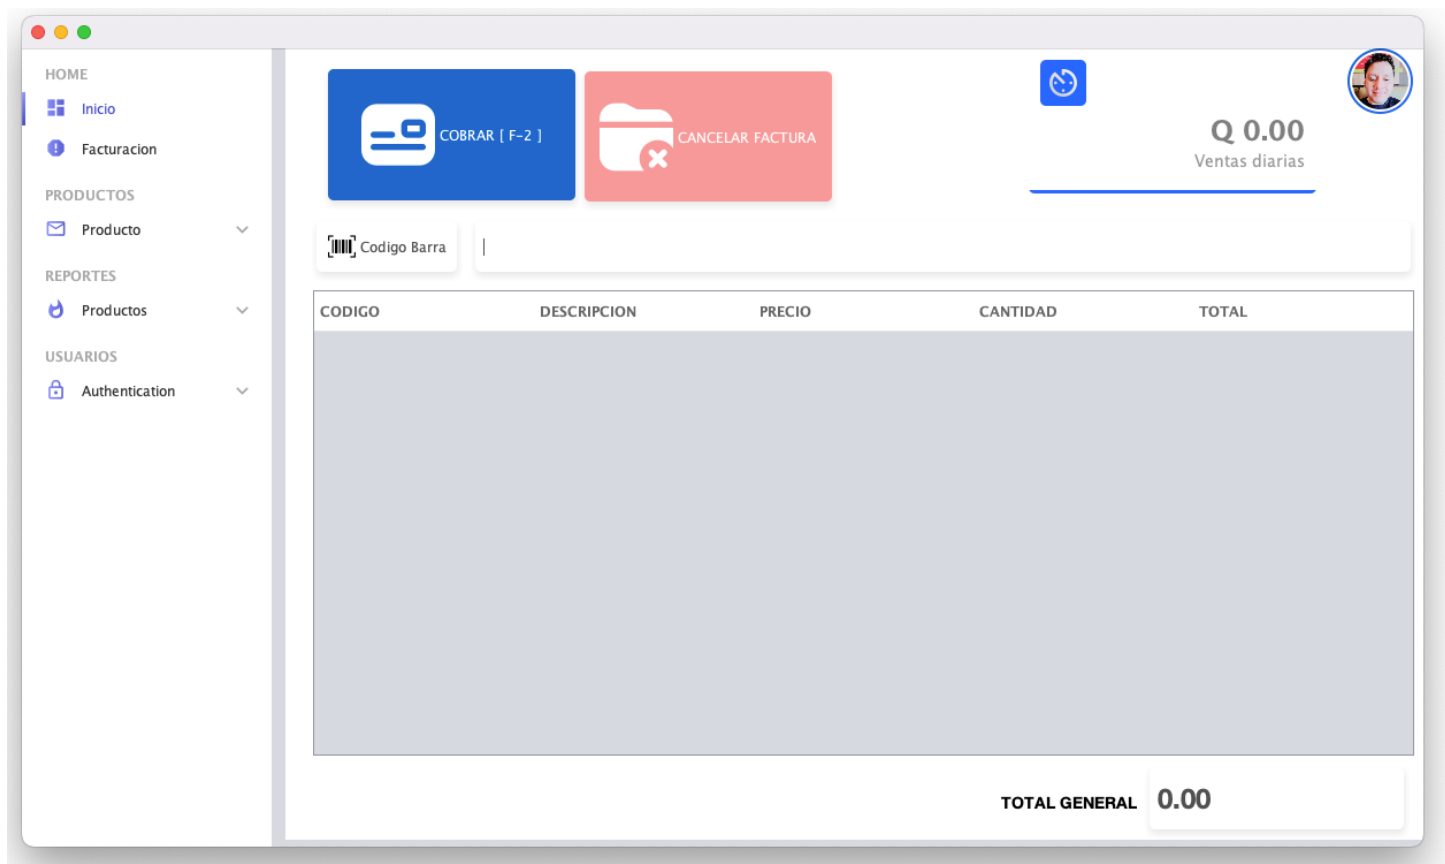 HOME
Inicio
Facturacion
PRODUCTOS
Producto
REPORTES
Productos
USUARIOS
Authentication
COBRAR [ F-2 ]
CANCELAR FACTURA
Q 0.00
Ventas diarias
Codigo Barra
CODIGO DESCRIPCION PRECIO CANTIDAD TOTAL
TOTAL GENERAL 0.00